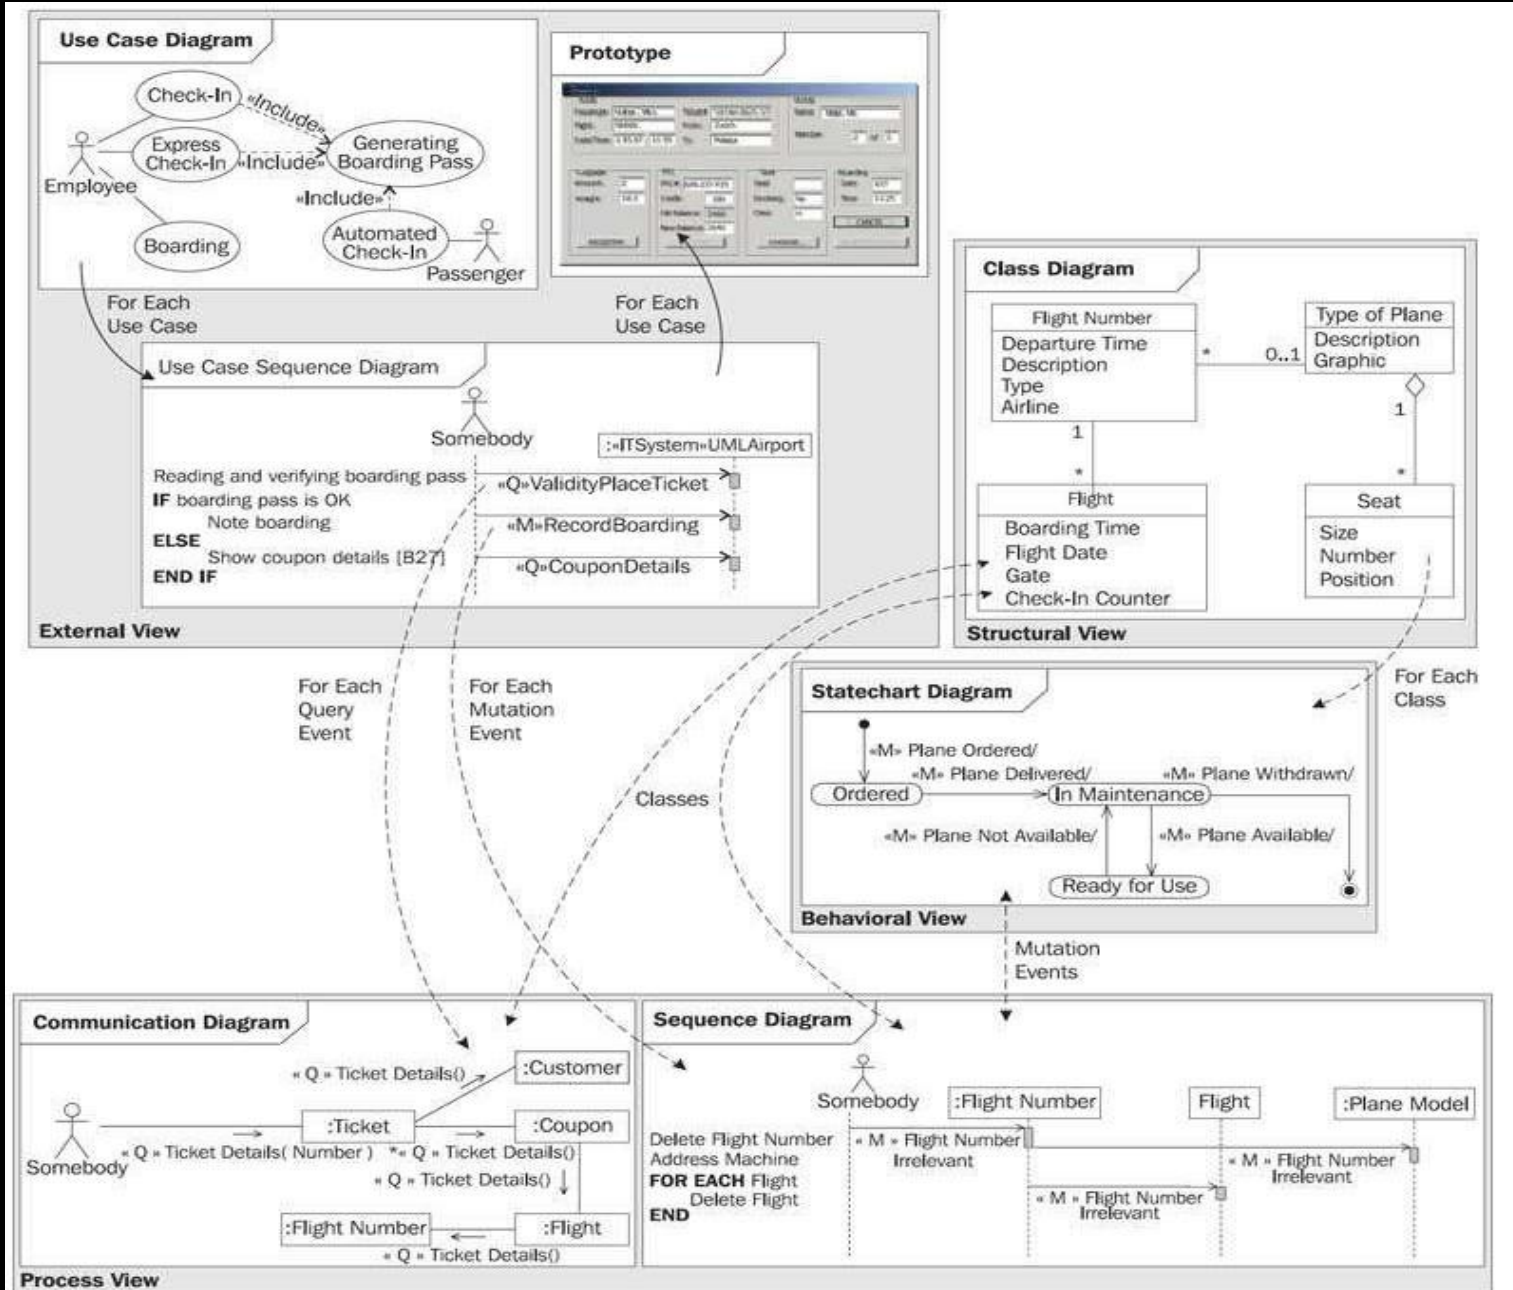 Use Case Diagram
Check-In
«Include»
Express
Check-In
«Include»
Generating
Boarding Pass
Employee
«Include»
Boarding
Automated
Check-In
Passenger
Prototype
For Each
Use Case
For Each
Use Case
Use Case Sequence Diagram
Somebody
:«ITSystem»UMLAirport
Reading and verifying boarding pass
«Q»ValidityPlaceTicket
IF boarding pass is OK
Note boarding
«M»RecordBoarding
ELSE
Show coupon details [B27]
«Q»CouponDetails
END IF
External View
Class Diagram
Flight Number
Departure Time
Description
Type
Airline
*
0..1
Type of Plane
Description
Graphic
1
*
1
*
Flight
Boarding Time
Flight Date
Gate
Check-In Counter
Seat
Size
Number
Position
Structural View
For Each
Query
Event
For Each
Mutation
Event
Classes
For Each
Class
Statechart Diagram
«M» Plane Ordered/
Ordered
«M» Plane Delivered/
In Maintenance
«M» Plane Withdrawn/
«M» Plane Not Available/
«M» Plane Available/
Ready for Use
Behavioral View
Mutation
Events
Communication Diagram
« Q » Ticket Details()
:Customer
Somebody
:Ticket
:Coupon
« Q » Ticket Details( Number )
*« Q » Ticket Details()
« Q » Ticket Details()
:Flight Number
:Flight
« Q » Ticket Details()
Sequence Diagram
Somebody
:Flight Number
Flight
:Plane Model
Delete Flight Number
Address Machine
FOR EACH Flight
Delete Flight
END
« M » Flight Number
Irrelevant
« M » Flight Number
Irrelevant
« M » Flight Number
Irrelevant
Process View